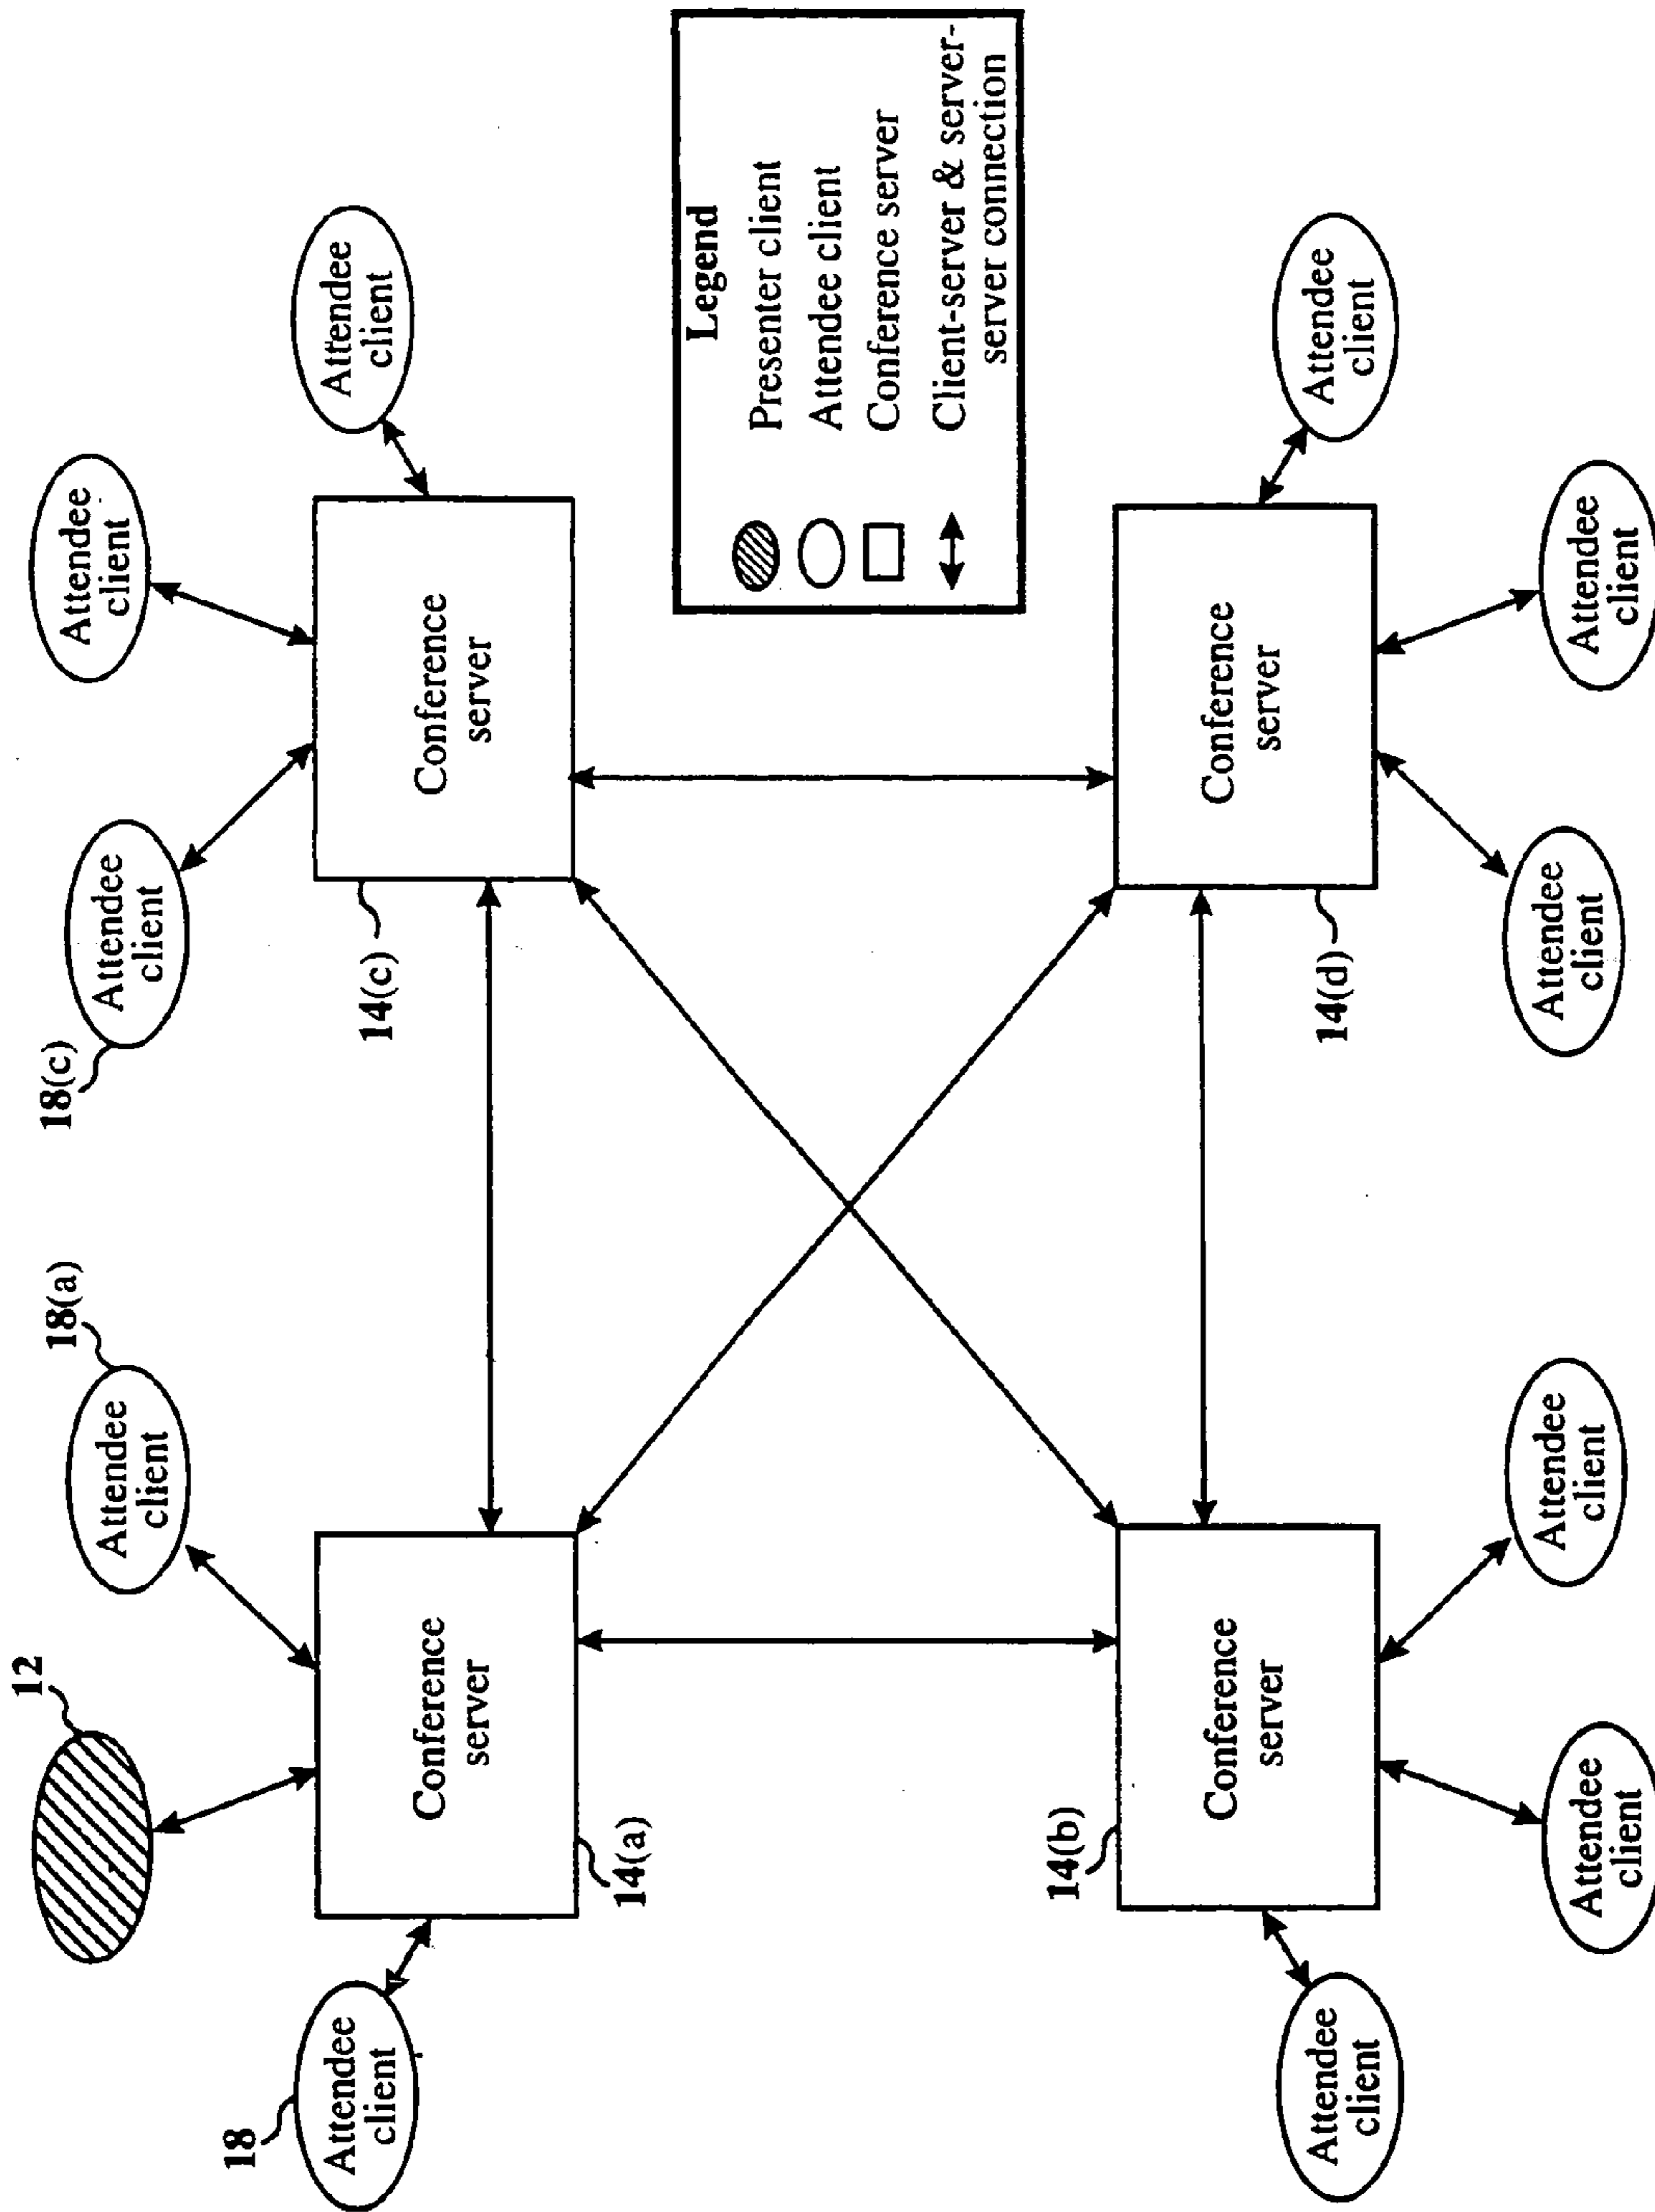 12
18(c)
18(a)
Attendee
client
Attendee
client
Attendee
client
18
Attendee
client
Attendee
client
14(c)
Conference
server
Conference
server
14(a)
Legend
Presenter client
Attendee client
Conference server
Client-server & server-
server connection
14(b)
Conference
server
Conference
server
14(d)
Attendee
client
Attendee
client
Attendee
client
Attendee
client
Attendee
client
Attendee
client